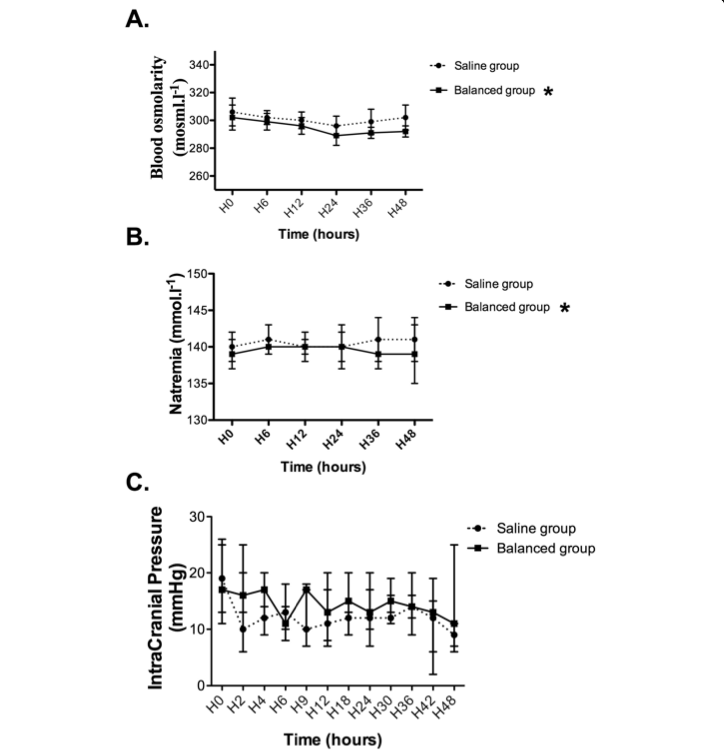 A.
Blood osmolarity
(mosml.l-1)
340
320
300
280
260
H0 H6 H12 H24 H36 H48
Time (hours)
Saline group
Balanced group *
B.
Natremia (mmol.l-1)
150
145
140
135
130
H0 H6 H12 H24 H36 H48
Time (hours)
Saline group
Balanced group *
C.
IntraCranial Pressure
(mmHg)
30
20
10
0
H0 H2 H4 H6 H9 H12 H18 H24 H30 H36 H42 H48
Time (hours)
Saline group
Balanced group